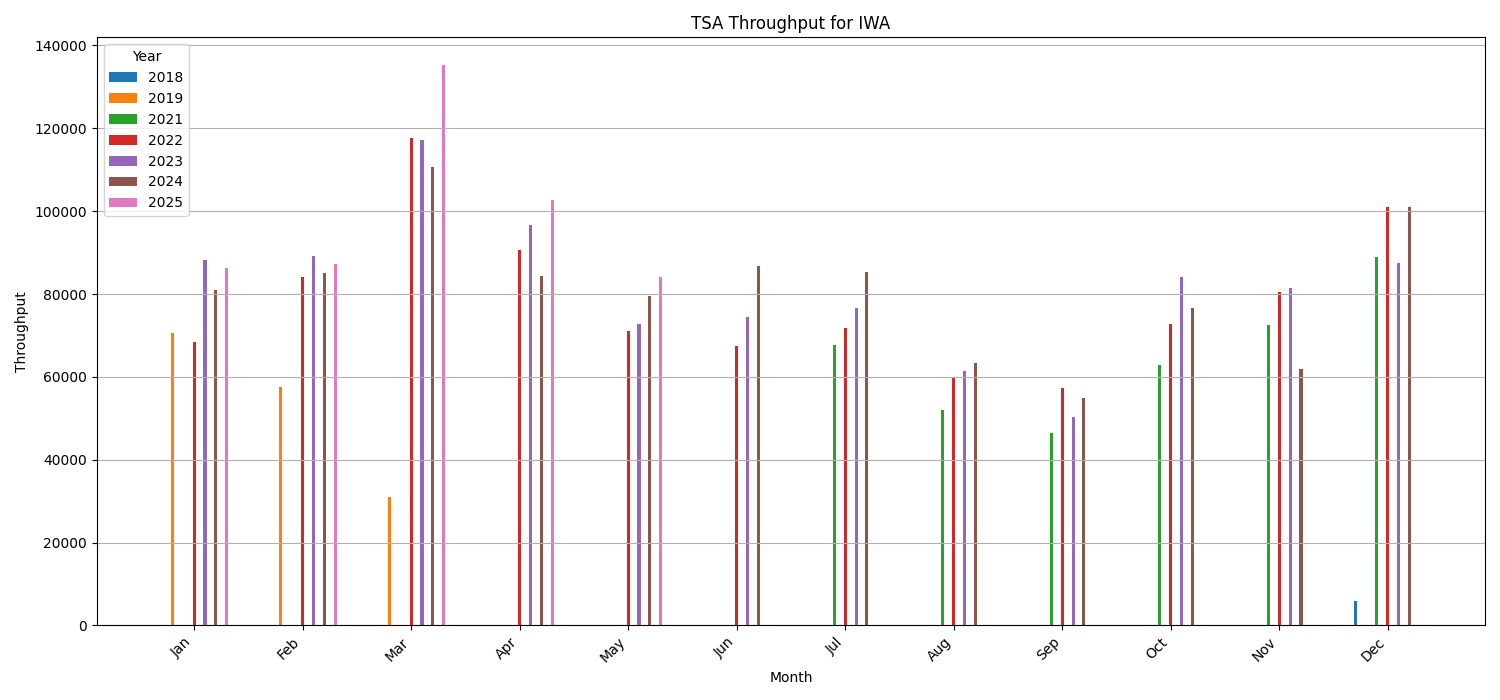 TSA Throughput for IWA
Year
2018
2019
2021
2022
2023
2024
2025
Throughput
140000
120000
100000
80000
60000
40000
20000
0
Jan
Feb
Mar
Apr
May
Jun
Jul
Aug
Sep
Oct
Nov
Dec
Month